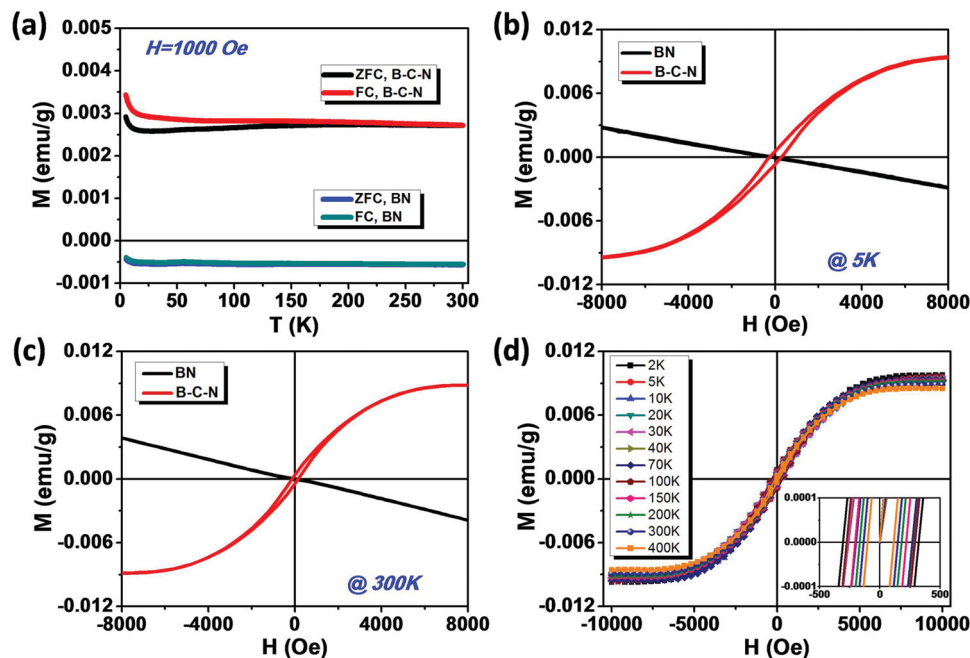 (a)
H=1000 Oe
ZFC, B-C-N
FC, B-C-N
ZFC, BN
FC, BN
0.005
0.004
0.003
0.002
0.001
0.000
-0.001
M (emu/g)
0 50 100 150 200 250 300
T (K)
(b)
BN
B-C-N
0.012
0.006
0.000
-0.006
-0.012
M (emu/g)
@ 5K
-8000 -4000 0 4000 8000
H (Oe)
(c)
BN
B-C-N
0.012
0.006
0.000
-0.006
-0.012
M (emu/g)
@ 300K
-8000 -4000 0 4000 8000
H (Oe)
(d)
2K
5K
10K
20K
30K
40K
70K
100K
150K
200K
300K
400K
0.012
0.006
0.000
-0.006
-0.012
M (emu/g)
0.0001
0.0000
-0.0001
-500 0 500
-10000 -5000 0 5000 10000
H (Oe)